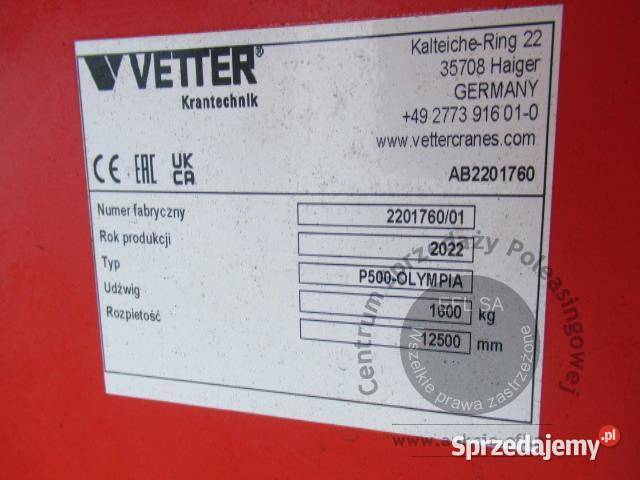 VETTER®
Krantechnik
Kalteiche-Ring 22
35708 Haiger
GERMANY
+49 2773 916 01-0
www.vettercranes.com
CE EAC UK CA
AB2201760
Numer fabryczny 2201760/01
Rok produkcji 2022
Typ P500-OLYMPIA
Udźwig 1600 kg
Rozpietość 12500 mm
Centrum Sprzedaży Poleasingowej
EFL SA
Wszelkie prawa zastrzeżone
Sprzedajemy.pl